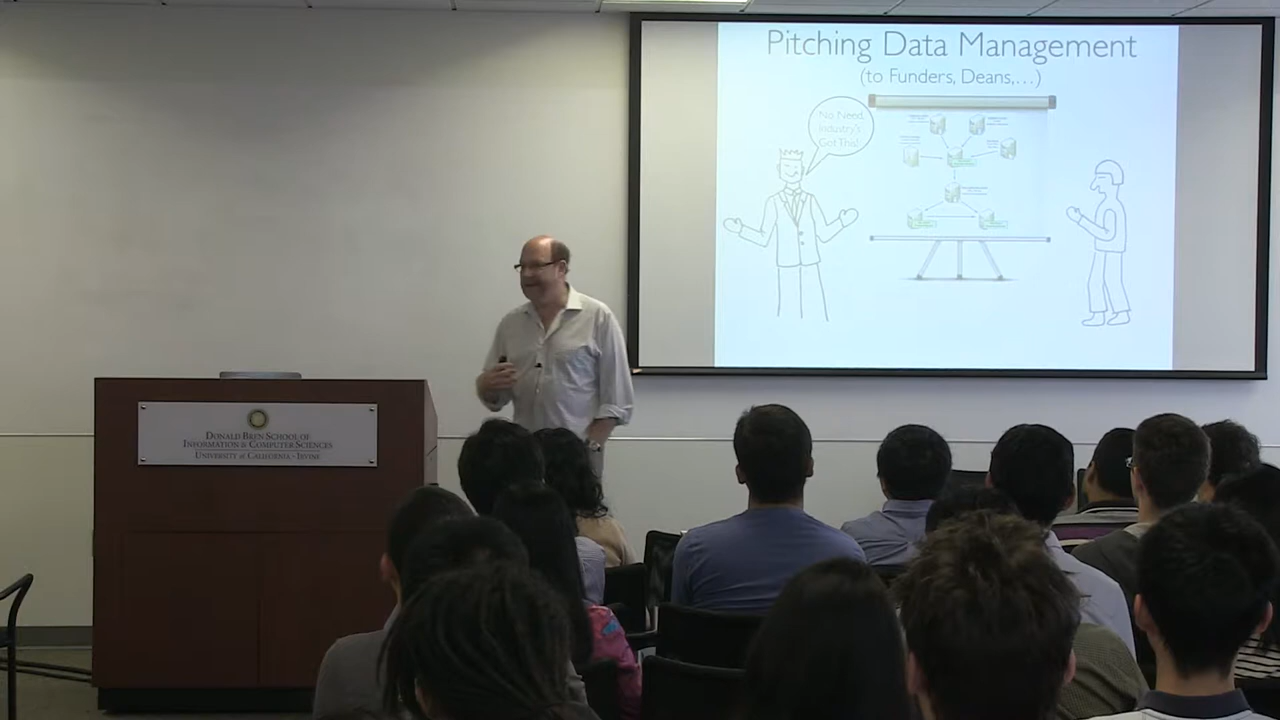 Pitching Data Management
(to Funders, Deans,...)
No Need,
Industry's
Got This!
DONALD BREN SCHOOL OF
INFORMATION & COMPUTER SCIENCES
UNIVERSITY of CALIFORNIA - IRVINE